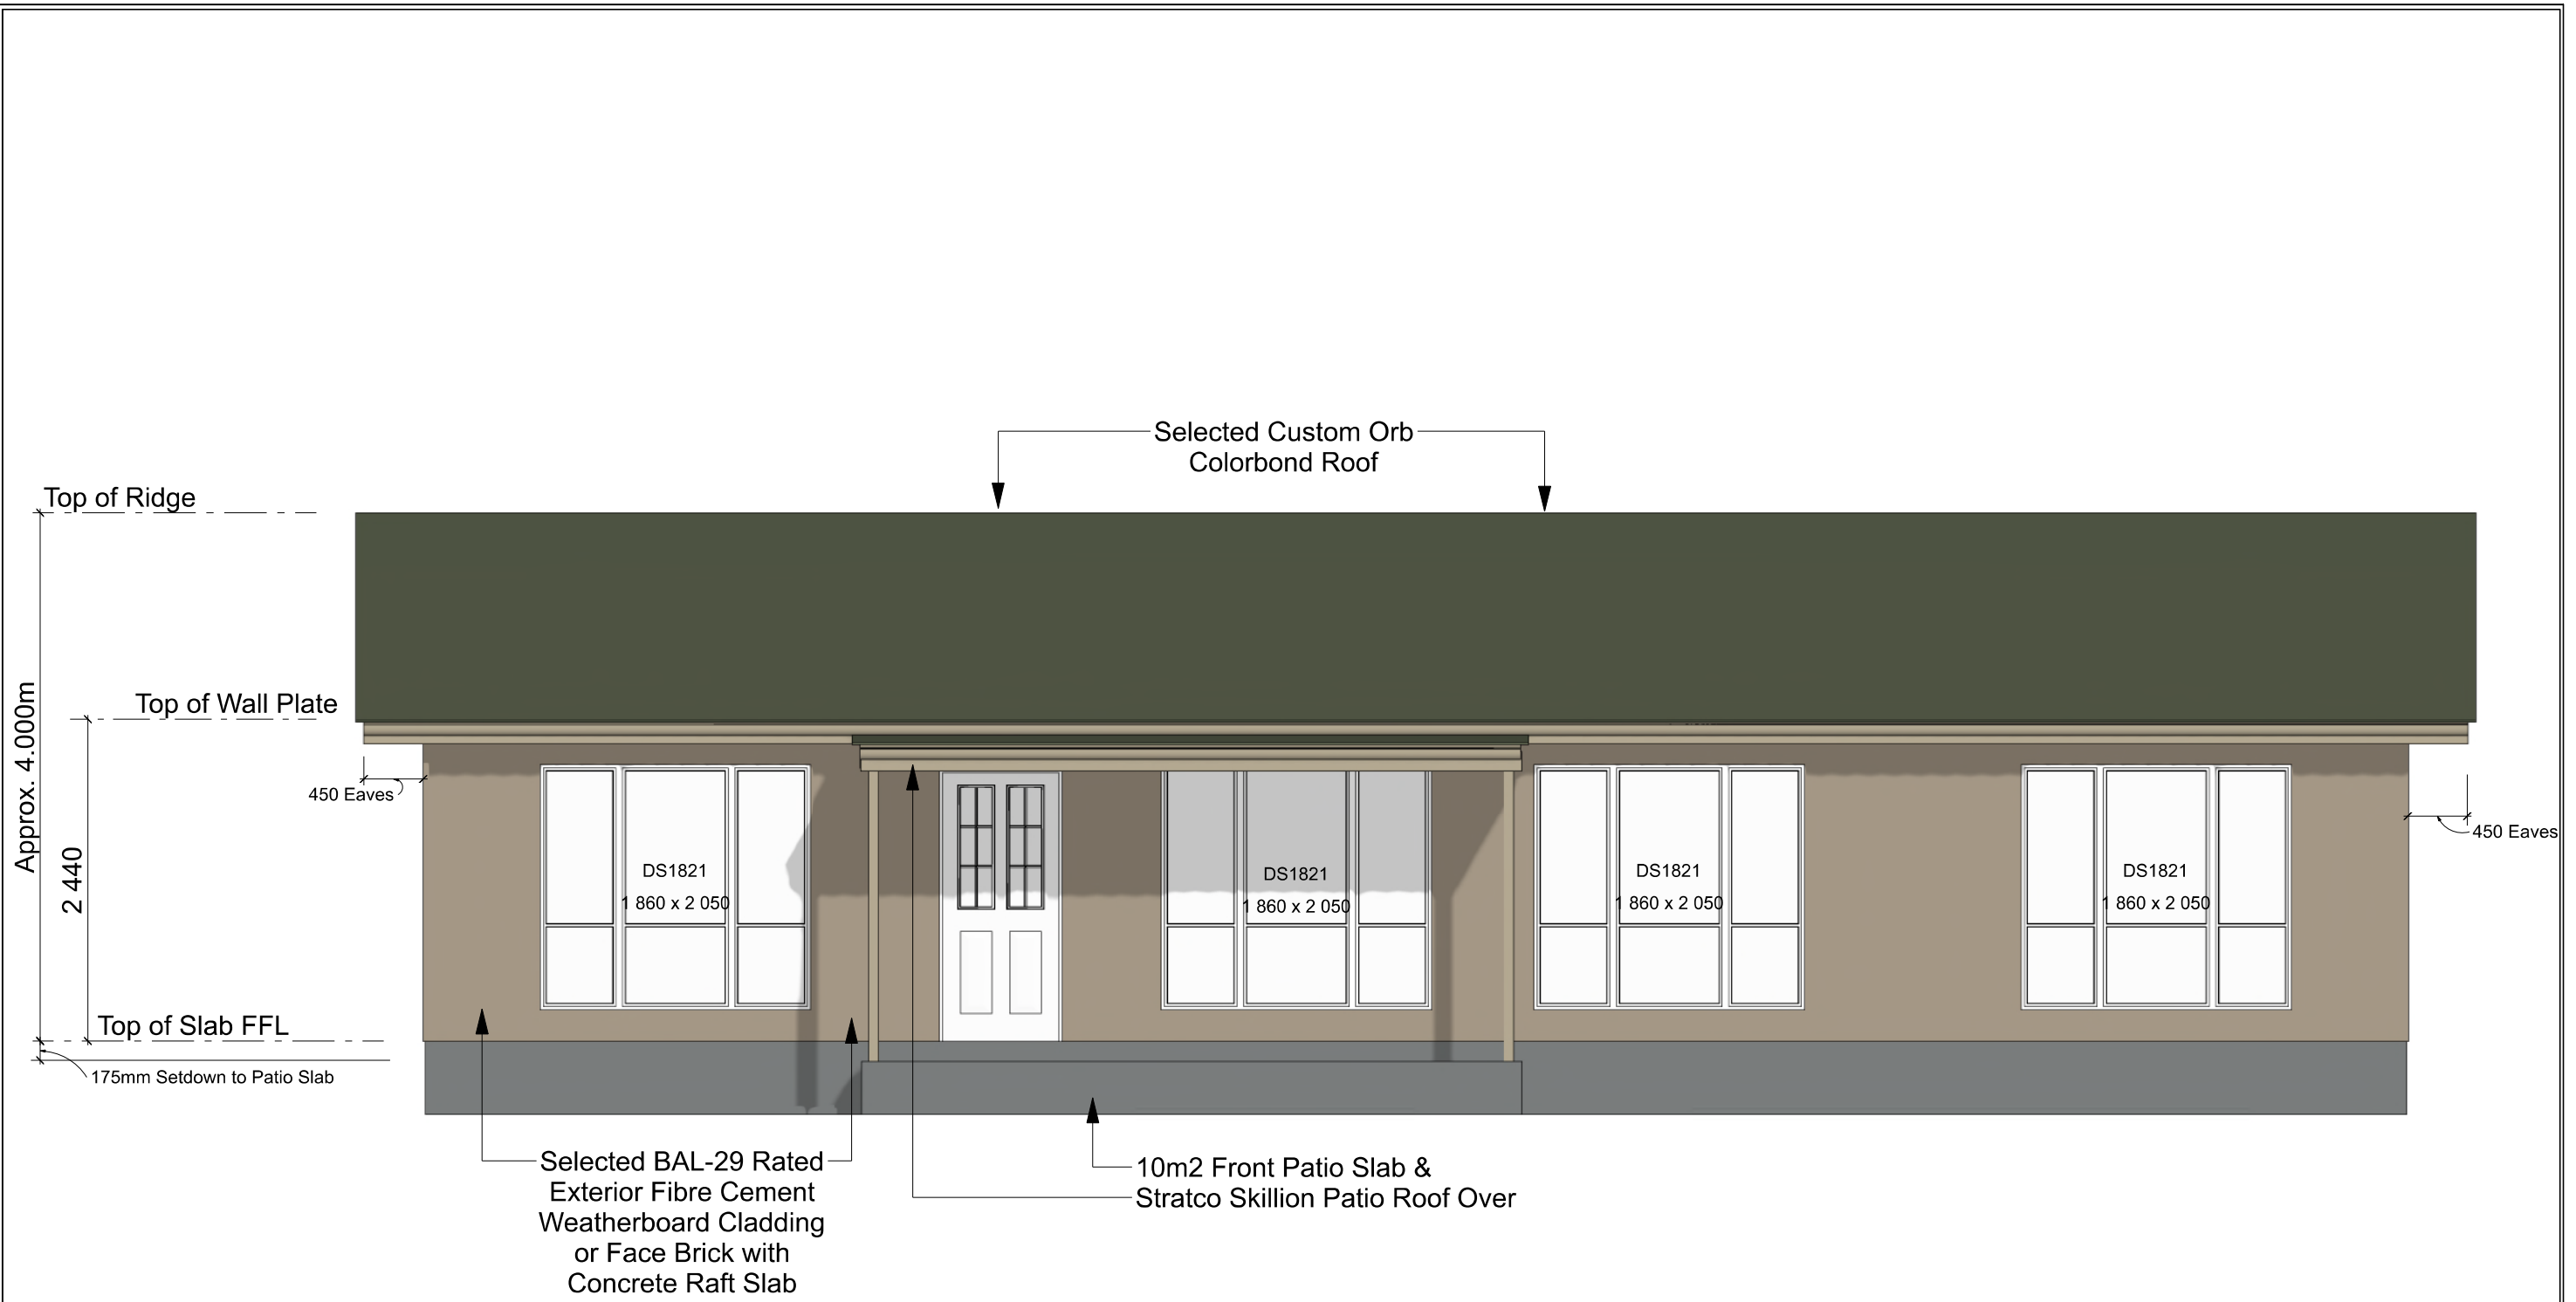 Selected Custom Orb
Colorbond Roof
Top of Ridge
Top of Wall Plate
Approx. 4.000m
2 440
450 Eaves
450 Eaves
DS1821
1 860 x 2 050
DS1821
1 860 x 2 050
DS1821
1 860 x 2 050
DS1821
1 860 x 2 050
Top of Slab FFL
175mm Setdown to Patio Slab
Selected BAL-29 Rated
Exterior Fibre Cement
Weatherboard Cladding
or Face Brick with
Concrete Raft Slab
10m2 Front Patio Slab &
Stratco Skillion Patio Roof Over